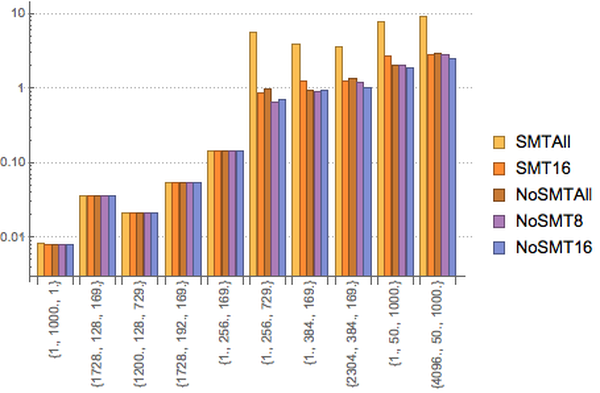 10
1
0.10
0.01
SMTAll
SMT16
NoSMTAll
NoSMT8
NoSMT16
{1., 1000., 1.}
{1728., 128., 169.}
{1200., 128., 729.}
{1728., 192., 169.}
{1., 256., 169.}
{1., 256., 729.}
{1., 384., 169.}
{2304., 384., 169.}
{1., 50., 1000.}
{4096., 50., 1000.}